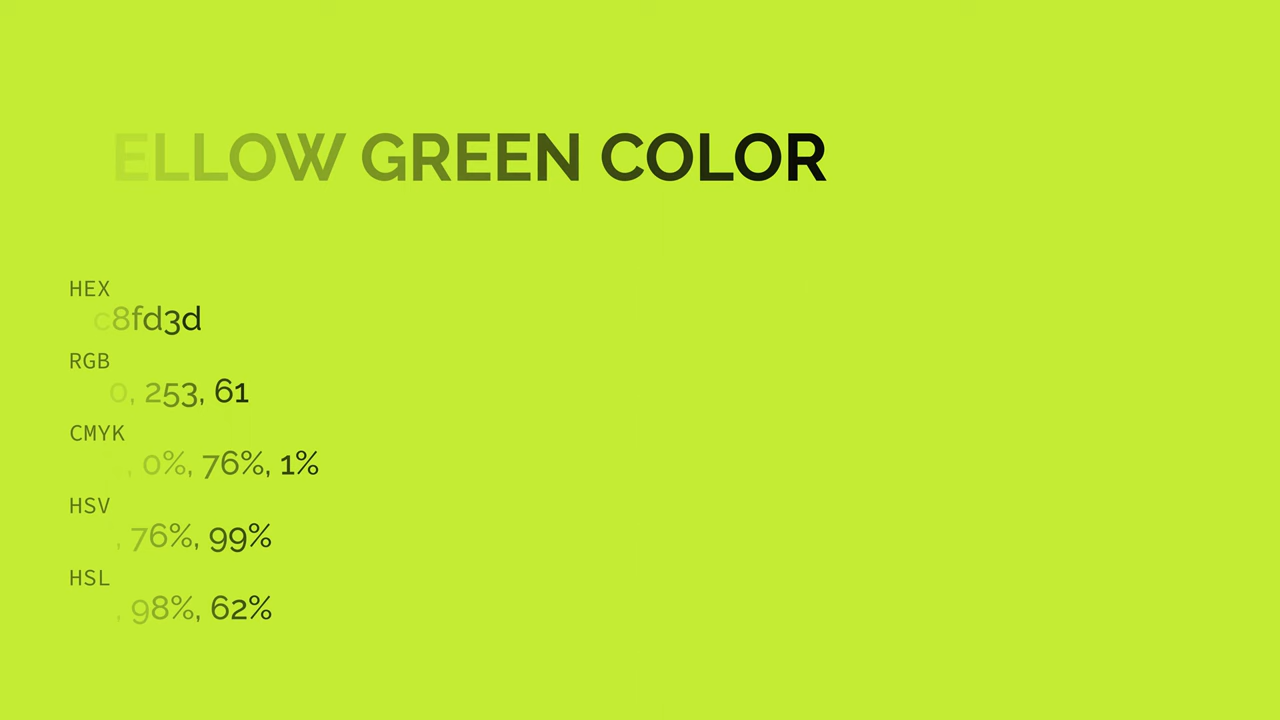 ELLOW GREEN COLOR
HEX
c8fd3d
RGB
0, 253, 61
CMYK
, 0%, 76%, 1%
HSV
, 76%, 99%
HSL
, 98%, 62%